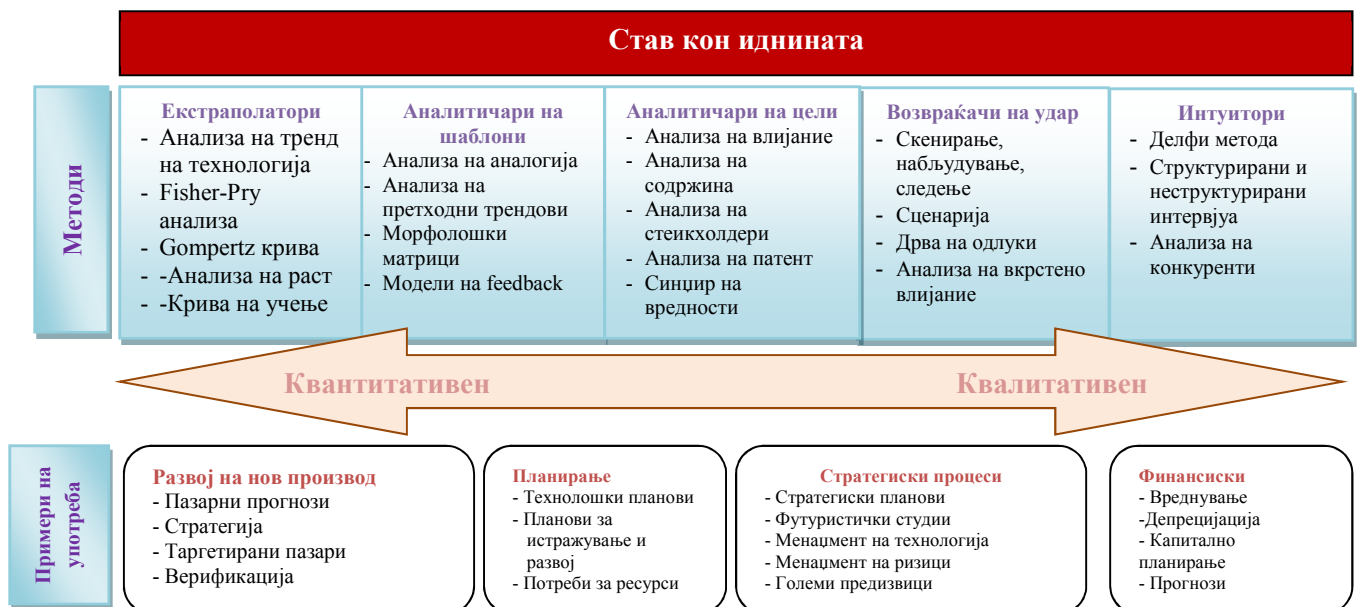 Став кон иднината
Методи
Екстраполатори
- Анализа на тренд
на технологија
- Fisher-Pry
анализа
- Gompertz крива
- -Анализа на раст
- -Крива на учење
Аналитичари на
шаблони
- Анализа на аналогија
- Анализа на
претходни трендови
- Морфолошки
матрици
- Модели на feedback
Аналитичари на цели
- Анализа на влијание
- Анализа на
содржина
- Анализа на
стеикхолдери
- Анализа на патент
- Синџир на
вредности
Возвраќачи на удар
- Скенирање,
набљудување,
следење
- Сценарија
- Дрва на одлуки
- Анализа на вкрстено
влијание
Интуитори
- Делфи метода
- Структурирани и
неструктурирани
интервјуа
- Анализа на
конкуренти
Квантитативен
Квалитативен
Примери на
употреба
Развој на нов произвoд
- Пазарни прогнози
- Стратегија
- Таргетирани пазари
- Верификација
Планирање
- Технолошки планови
- Планови за
истражување и
развој
- Потреби за ресурси
Стратегиски процеси
- Стратегиски планови
- Футуристички студии
- Менаџмент на технологија
- Менаџмент на ризици
- Големи предизвици
Финансиски
- Вреднување
-Депрецијација
- Капитално
планирање
- Прогнози